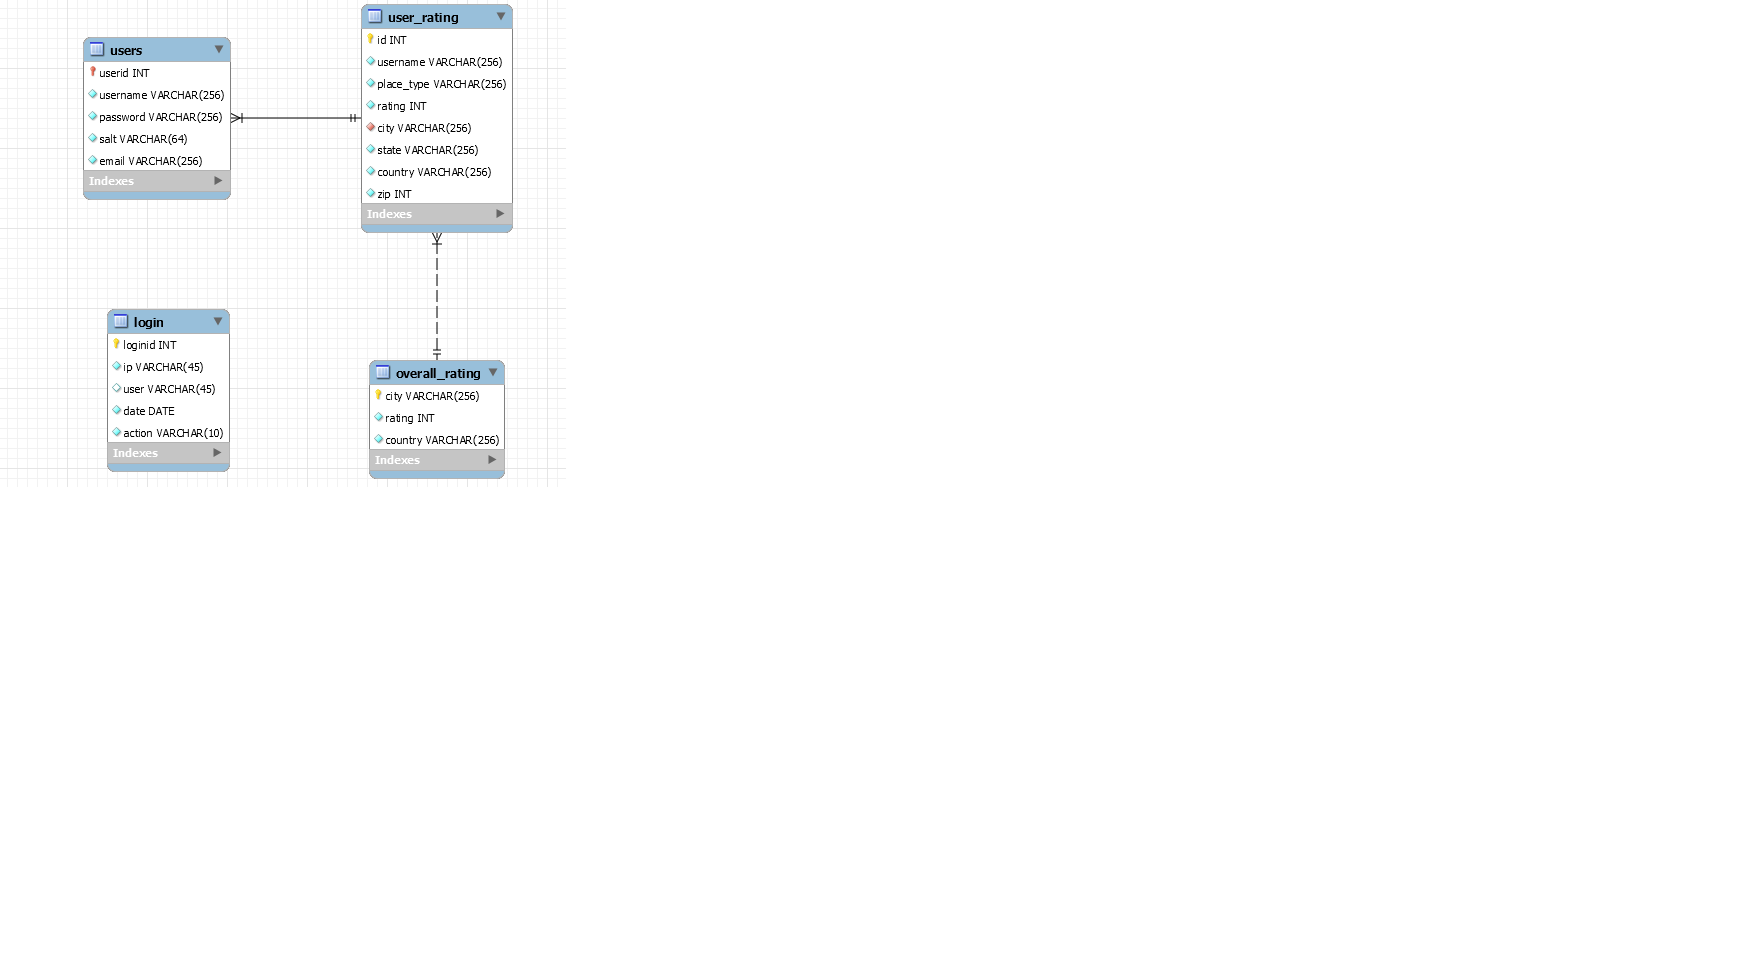 users
userid INT
username VARCHAR(256)
password VARCHAR(256)
salt VARCHAR(64)
email VARCHAR(256)
Indexes
user_rating
id INT
username VARCHAR(256)
place_type VARCHAR(256)
rating INT
city VARCHAR(256)
state VARCHAR(256)
country VARCHAR(256)
zip INT
Indexes
login
loginid INT
ip VARCHAR(45)
user VARCHAR(45)
date DATE
action VARCHAR(10)
Indexes
overall_rating
city VARCHAR(256)
rating INT
country VARCHAR(256)
Indexes